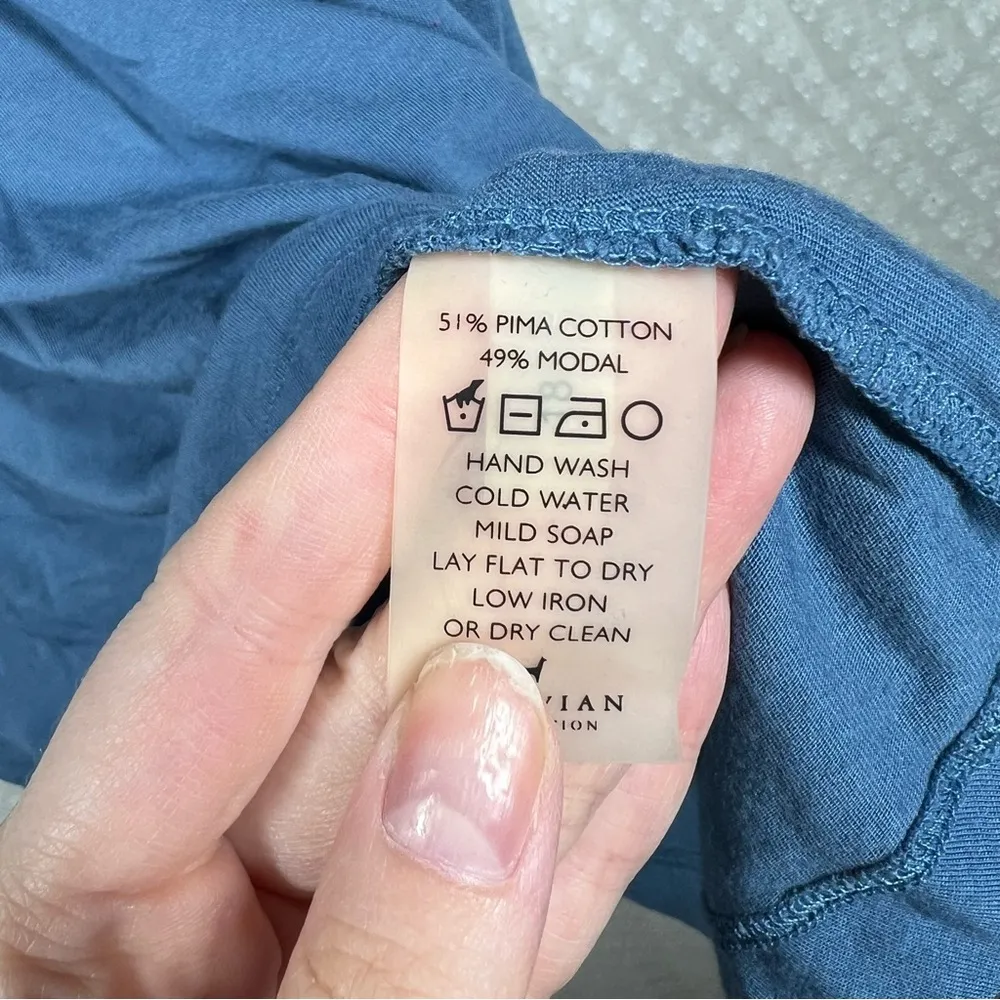 51% PIMA COTTON
49% MODAL
HAND WASH
COLD WATER
MILD SOAP
LAY FLAT TO DRY
LOW IRON
OR DRY CLEAN